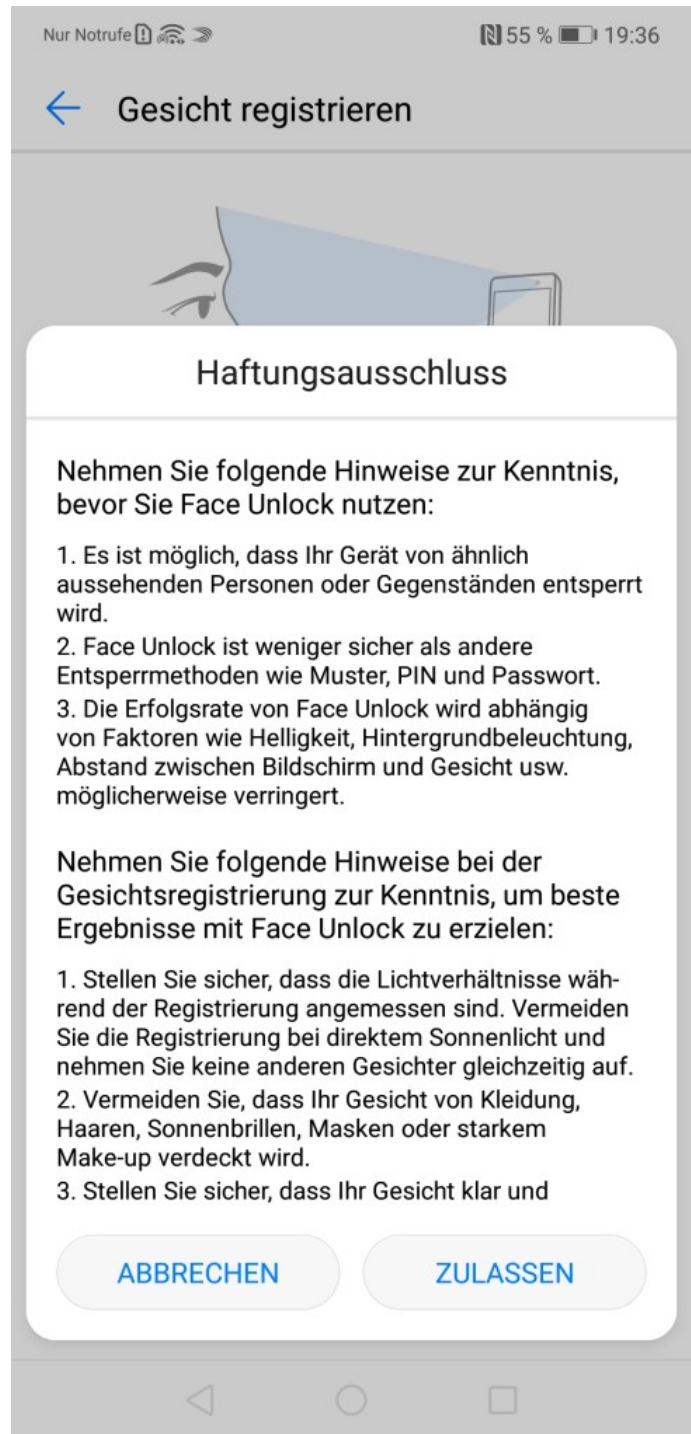 Nur Notrufe 55 % 19:36
Gesicht registrieren
Haftungsausschluss
Nehmen Sie folgende Hinweise zur Kenntnis,
bevor Sie Face Unlock nutzen:
1. Es ist möglich, dass Ihr Gerät von ähnlich
aussehenden Personen oder Gegenständen entsperrt
wird.
2. Face Unlock ist weniger sicher als andere
Entsperrmethoden wie Muster, PIN und Passwort.
3. Die Erfolgsrate von Face Unlock wird abhängig
von Faktoren wie Helligkeit, Hintergrundbeleuchtung,
Abstand zwischen Bildschirm und Gesicht usw.
möglicherweise verringert.
Nehmen Sie folgende Hinweise bei der
Gesichtsregistrierung zur Kenntnis, um beste
Ergebnisse mit Face Unlock zu erzielen:
1. Stellen Sie sicher, dass die Lichtverhältnisse wäh-
rend der Registrierung angemessen sind. Vermeiden
Sie die Registrierung bei direktem Sonnenlicht und
nehmen Sie keine anderen Gesichter gleichzeitig auf.
2. Vermeiden Sie, dass Ihr Gesicht von Kleidung,
Haaren, Sonnenbrillen, Masken oder starkem
Make-up verdeckt wird.
3. Stellen Sie sicher, dass Ihr Gesicht klar und
ABBRECHEN ZULASSEN